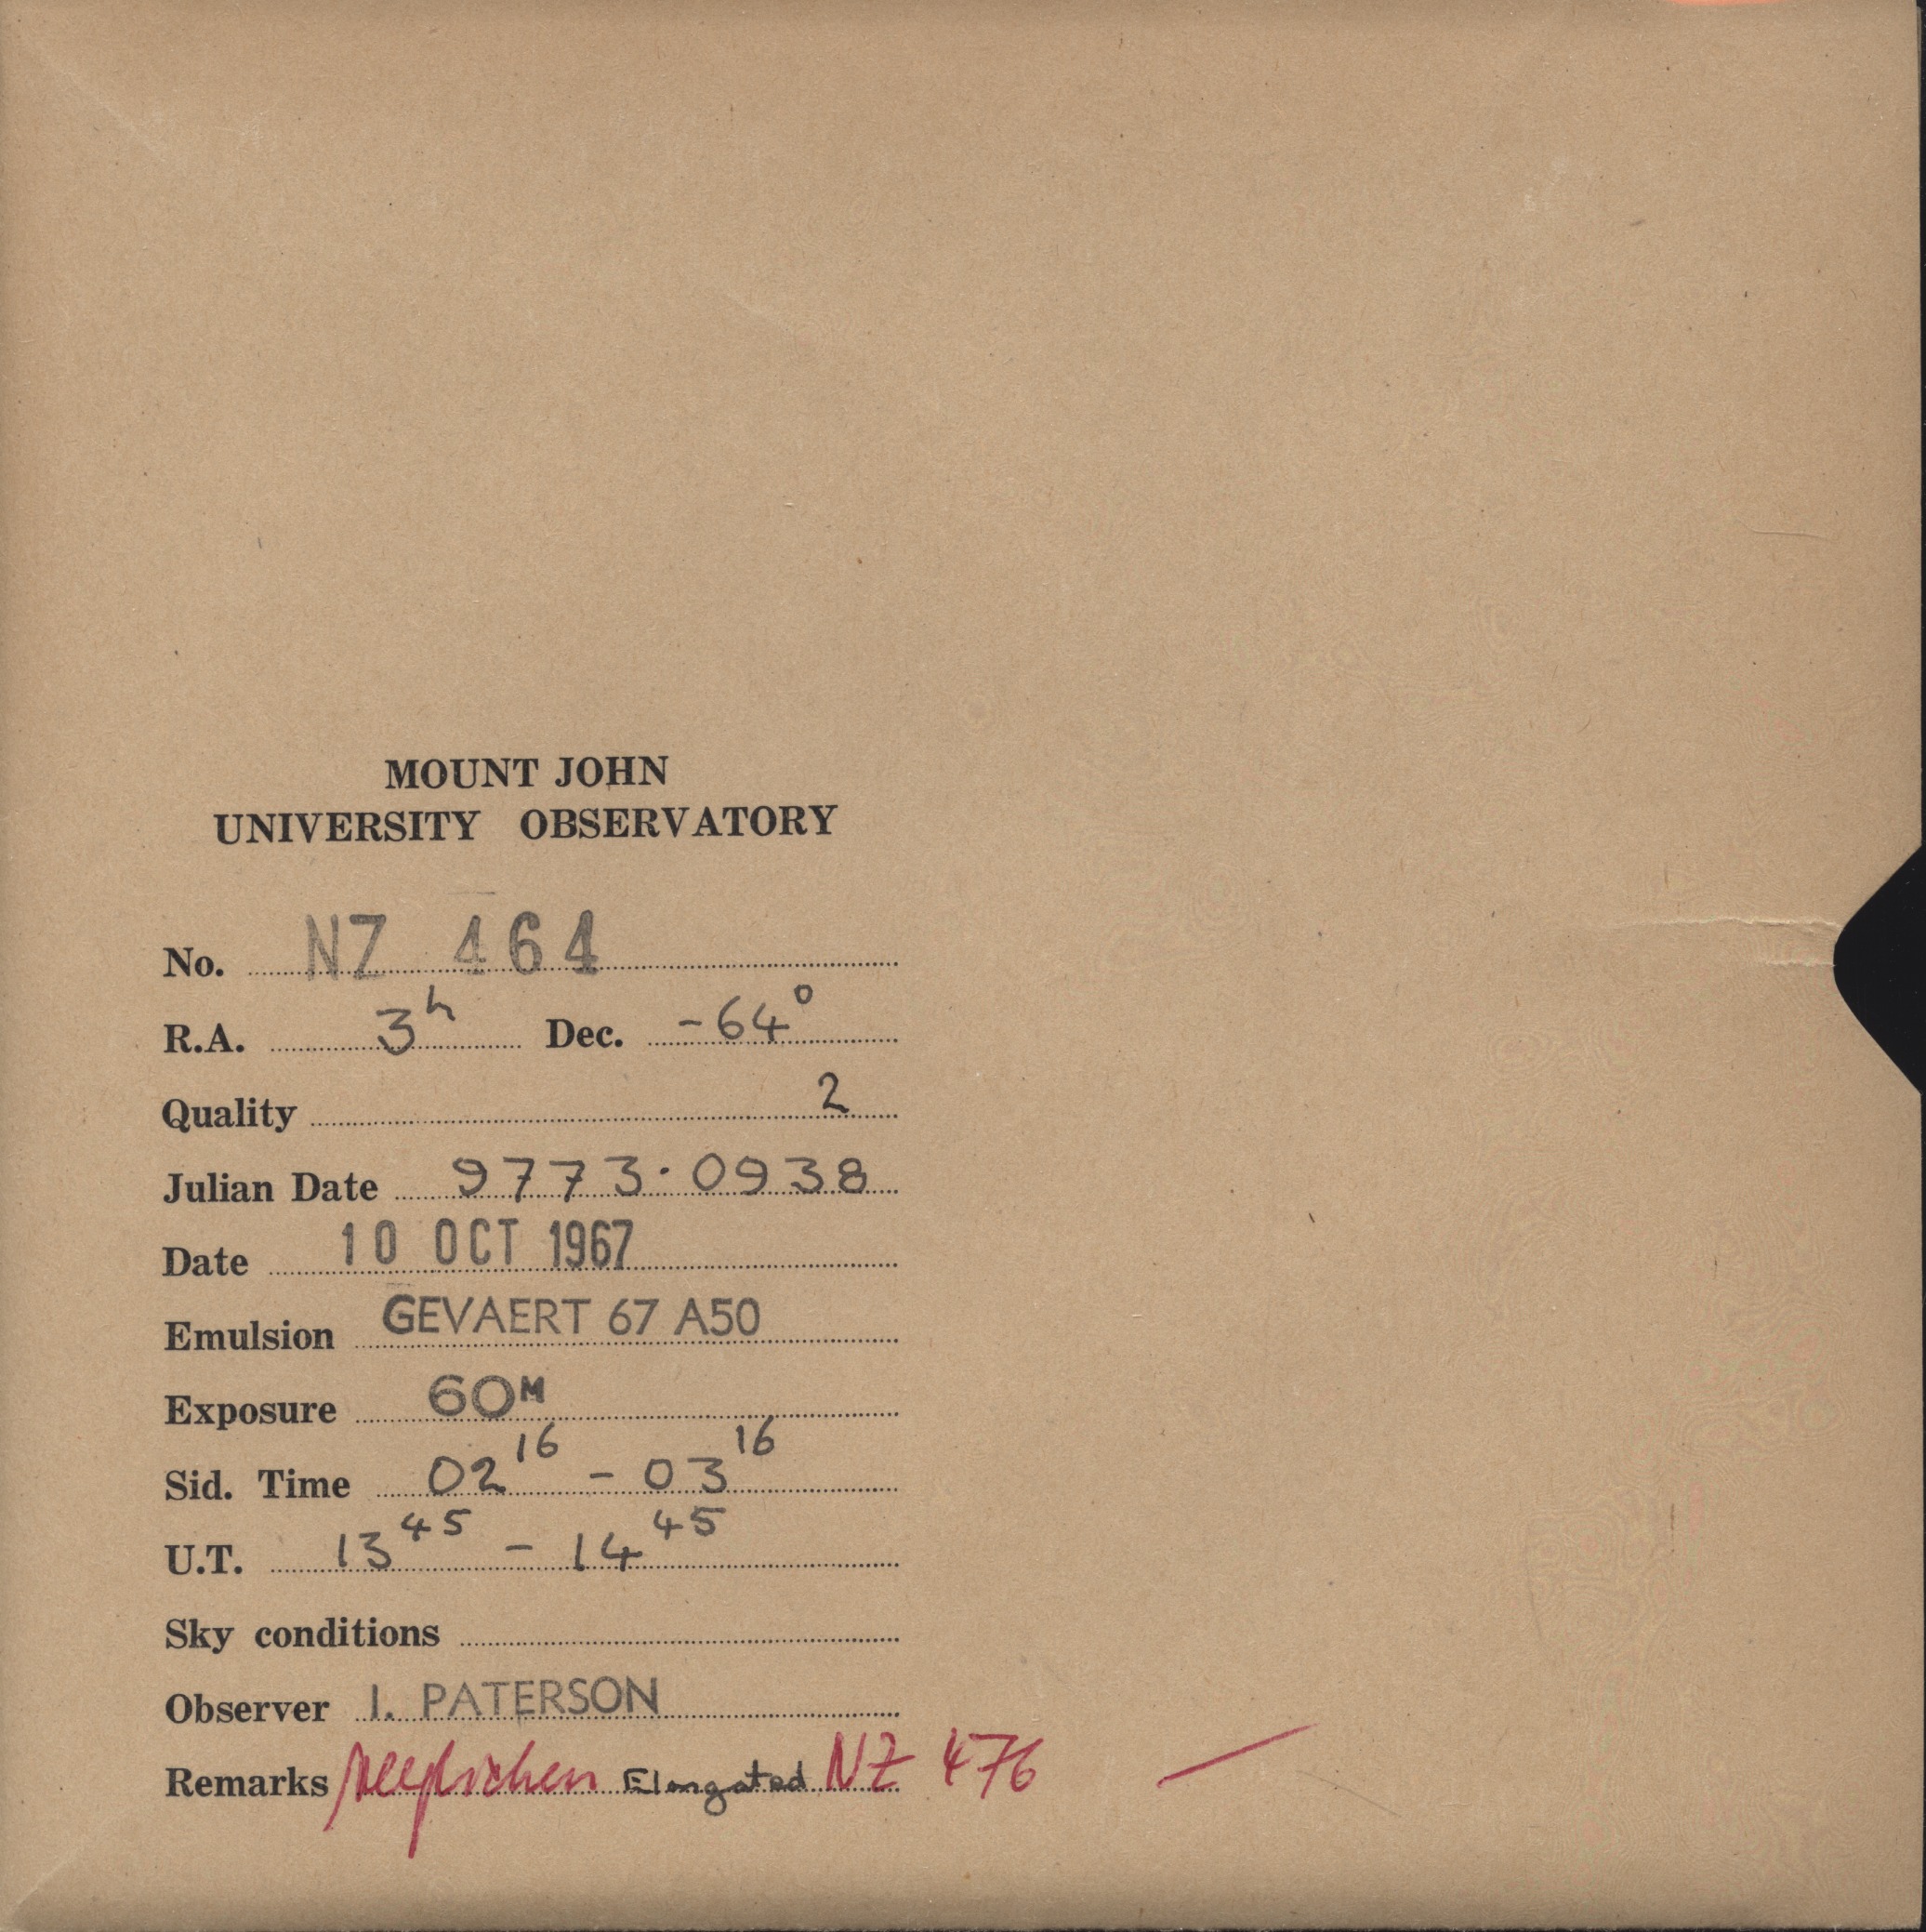 MOUNT JOHN
UNIVERSITY OBSERVATORY
No. NZ 464
R.A. 3h Dec. -64°
Quality 2
Julian Date 9773.0938
Date 10 OCT 1967
Emulsion GEVAERT 67 A50
Exposure 60M
Sid. Time 02 16 - 03 16
U.T. 13 45 - 14 45
Sky conditions
Observer I. PATERSON
Remarks Elongated NZ 476